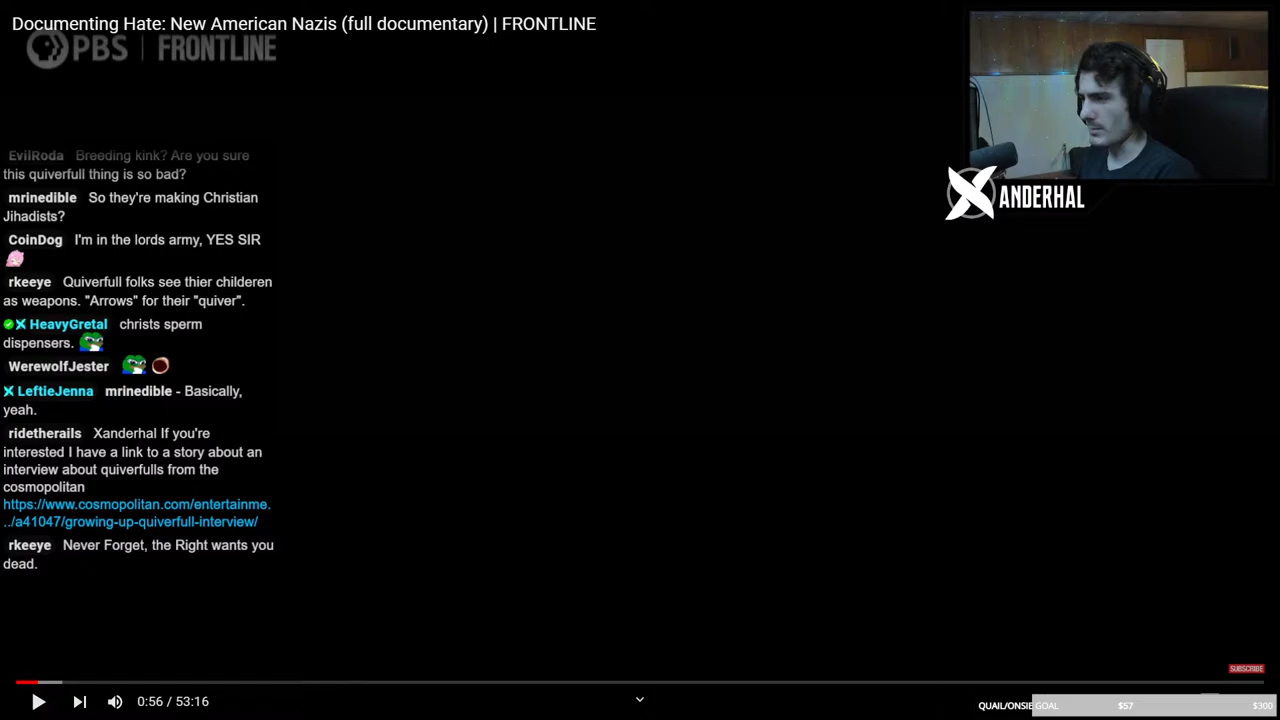 Documenting Hate: New American Nazis (full documentary) | FRONTLINE
PBS | FRONTLINE
EvilRoda Breeding kink? Are you sure
this quiverfull thing is so bad?
mrinedible So they're making Christian
Jihadists?
CoinDog I'm in the lords army, YES SIR
rkeeye Quiverfull folks see thier childeren
as weapons. "Arrows" for their "quiver".
HeavyGretal christs sperm
dispensers.
WerewolfJester
LeftieJenna mrinedible - Basically,
yeah.
ridetherails Xanderhal If you're
interested I have a link to a story about an
interview about quiverfulls from the
cosmopolitan
https://www.cosmopolitan.com/entertainme.
../a41047/growing-up-quiverfull-interview/
rkeeye Never Forget, the Right wants you
dead.
XANDERHAL
SUBSCRIBE
0:56 / 53:16
QUAIL/ONSIE GOAL $57 $300